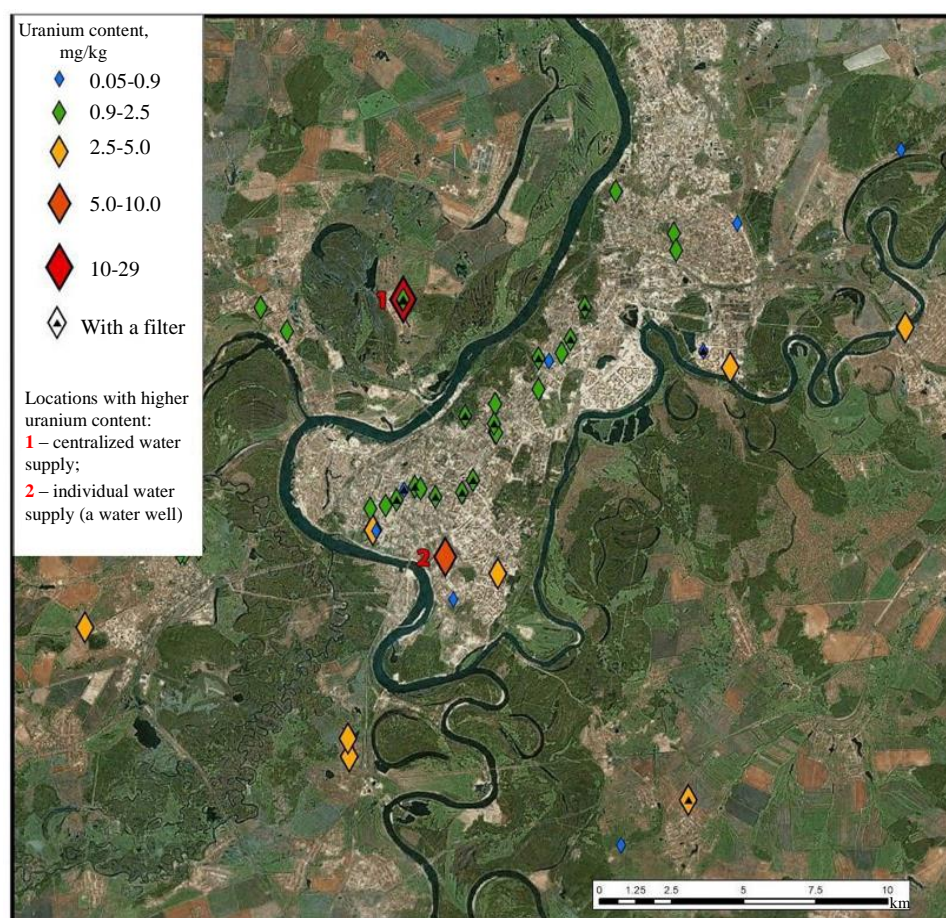 Uranium content,
mg/kg
0.05-0.9
0.9-2.5
2.5-5.0
5.0-10.0
10-29
With a filter
Locations with higher
uranium content:
1 – centralized water
supply;
2 – individual water
supply (a water well)
1
2
0 1.25 2.5 5 7.5 10
km